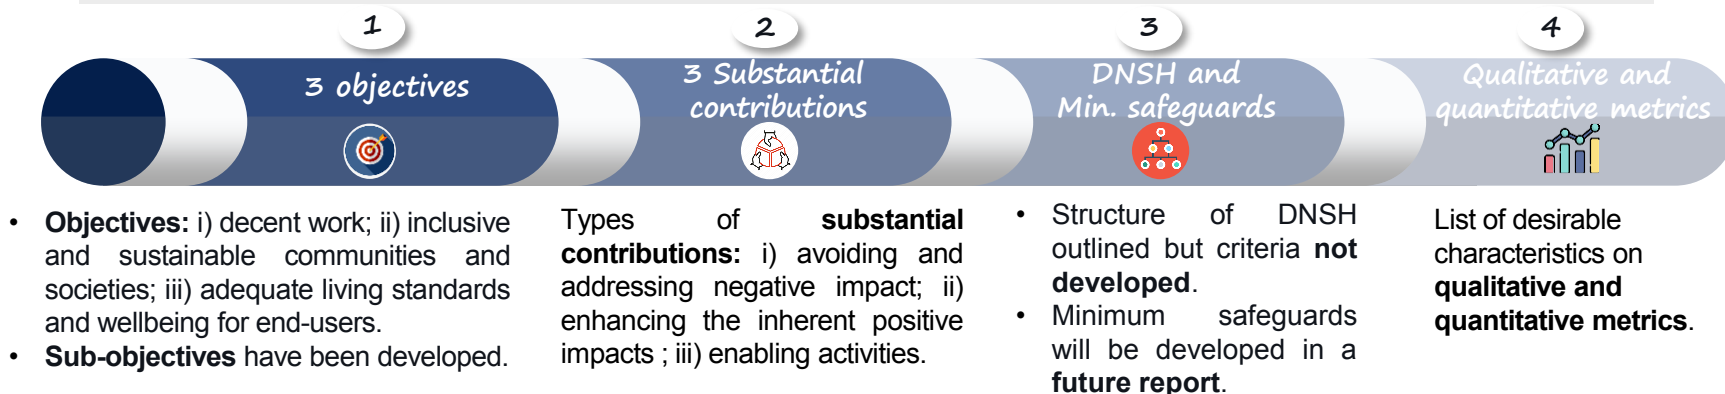 1
3 objectives
• Objectives: i) decent work; ii) inclusive
and sustainable communities and
societies; iii) adequate living standards
and wellbeing for end-users.
• Sub-objectives have been developed.
2
3 Substantial
contributions
Types of substantial
contributions: i) avoiding and
addressing negative impact; ii)
enhancing the inherent positive
impacts ; iii) enabling activities.
3
DNSH and
Min. safeguards
• Structure of DNSH
outlined but criteria not
developed.
• Minimum safeguards
will be developed in a
future report.
4
Qualitative and
quantitative metrics
List of desirable
characteristics on
qualitative and
quantitative metrics.